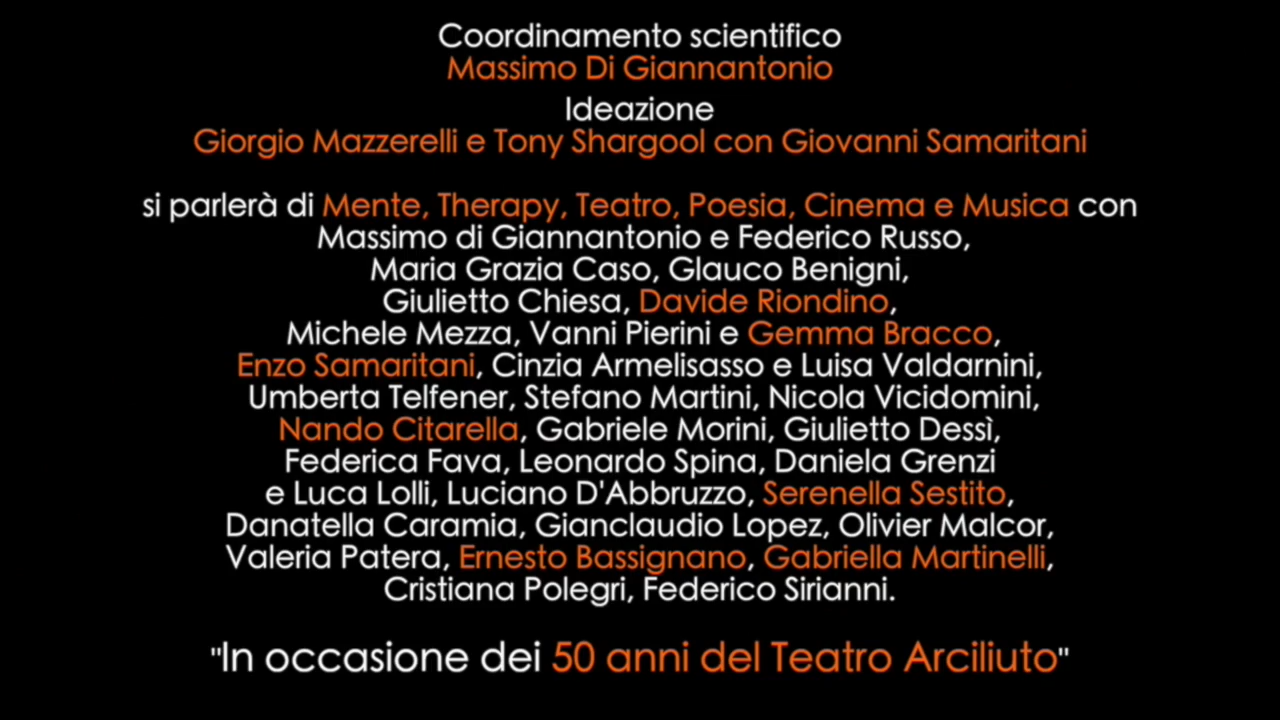 Coordinamento scientifico
Massimo Di Giannantonio
Ideazione
Giorgio Mazzerelli e Tony Shargool con Giovanni Samaritani
si parlerà di Mente, Therapy, Teatro, Poesia, Cinema e Musica con
Massimo di Giannantonio e Federico Russo,
Maria Grazia Caso, Glauco Benigni,
Giulietto Chiesa, Davide Riondino,
Michele Mezza, Vanni Pierini e Gemma Bracco,
Enzo Samaritani, Cinzia Armelisasso e Luisa Valdarnini,
Umberta Telfener, Stefano Martini, Nicola Vicidomini,
Nando Citarella, Gabriele Morini, Giulietto Dessì,
Federica Fava, Leonardo Spina, Daniela Grenzi
e Luca Lolli, Luciano D'Abbruzzo, Serenella Sestito,
Danatella Caramia, Gianclaudio Lopez, Olivier Malcor,
Valeria Patera, Ernesto Bassignano, Gabriella Martinelli,
Cristiana Polegri, Federico Sirianni.
"In occasione dei 50 anni del Teatro Arciliuto"